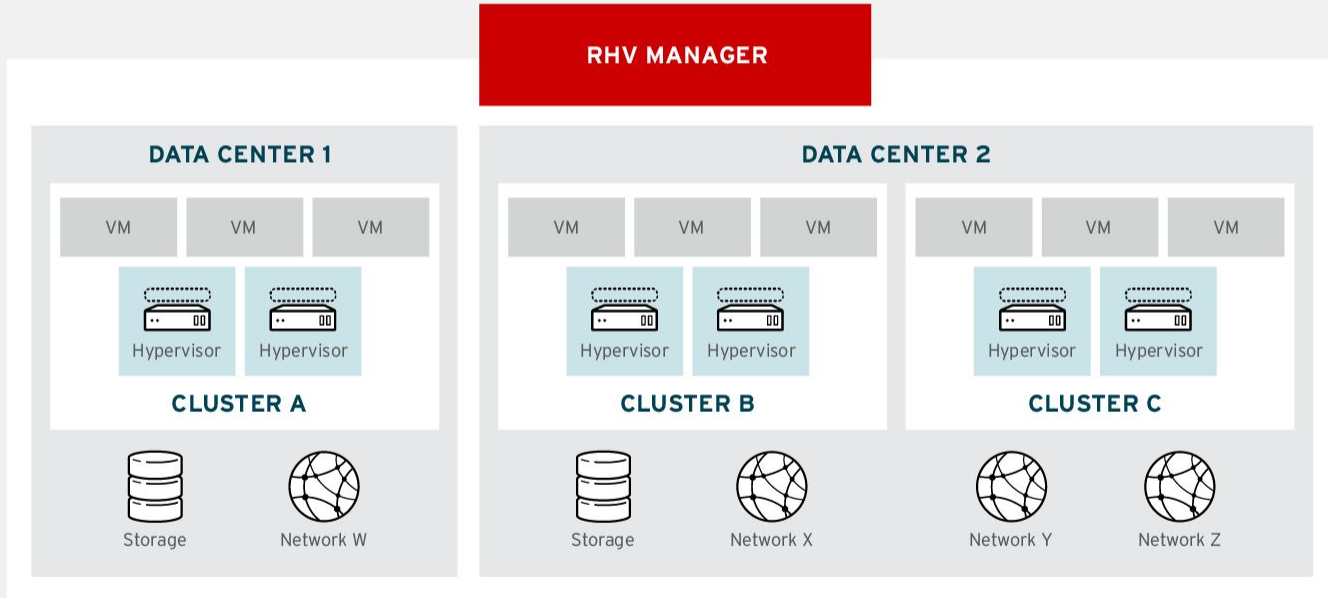 RHV MANAGER
DATA CENTER 1
VM
VM
VM
Hypervisor
Hypervisor
CLUSTER A
Storage
Network W
DATA CENTER 2
VM
VM
VM
Hypervisor
Hypervisor
CLUSTER B
VM
VM
VM
Hypervisor
Hypervisor
CLUSTER C
Storage
Network X
Network Y
Network Z